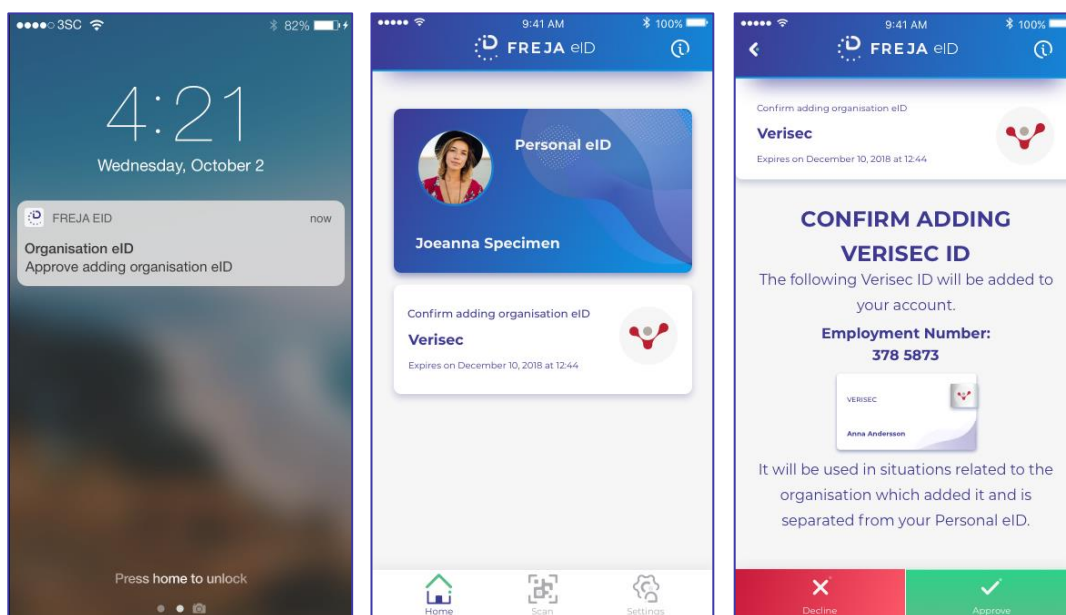 3SC
82%
4:21
Wednesday, October 2
FREJA EID
now
Organisation eID
Approve adding organisation eID
Press home to unlock
9:41 AM
100%
FREJA eID
Personal eID
Joeanna Specimen
Confirm adding organisation eID
Verisec
Expires on December 10, 2018 at 12:44
Home
Scan
Settings
9:41 AM
100%
FREJA eID
Confirm adding organisation eID
Verisec
Expires on December 10, 2018 at 12:44
CONFIRM ADDING
VERISEC ID
The following Verisec ID will be added to
your account.
Employment Number:
378 5873
VERISEC
Anna Andersson
It will be used in situations related to the
organisation which added it and is
separated from your Personal eID.
Decline
Approve